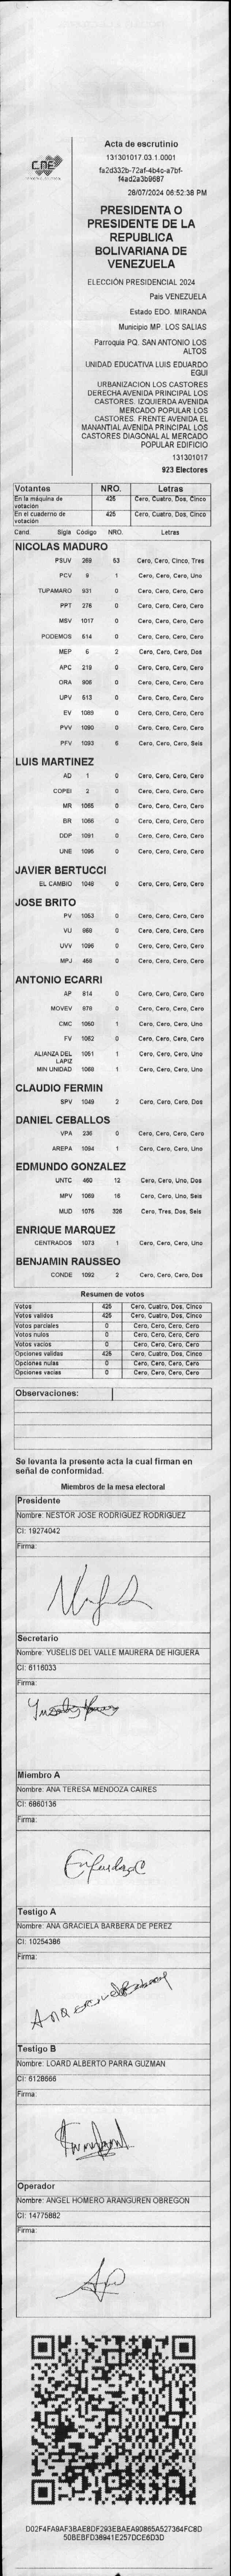 CNE
Acta de escrutinio
131301017.03.1.0001
fa2d332b-72af-4b4c-a7bf-
f4ad2a3b9687
28/07/2024 06:52:38 PM
PRESIDENTA O
PRESIDENTE DE LA
REPUBLICA
BOLIVARIANA DE
VENEZUELA
ELECCIÓN PRESIDENCIAL 2024
País VENEZUELA
Estado EDO. MIRANDA
Municipio MP. LOS SALIAS
Parroquia PQ. SAN ANTONIO LOS
ALTOS
UNIDAD EDUCATIVA LUIS EDUARDO
EGUI
URBANIZACION LOS CASTORES
DERECHA AVENIDA PRINCIPAL LOS
CASTORES. IZQUIERDA AVENIDA
MERCADO POPULAR LOS
CASTORES. FRENTE AVENIDA EL
MANANTIAL AVENIDA PRINCIPAL LOS
CASTORES DIAGONAL AL MERCADO
POPULAR EDIFICIO
131301017
923 Electores
Votantes NRO. Letras
En la máquina de votación 425 Cero, Cuatro, Dos, Cinco
En el cuaderno de votación 425 Cero, Cuatro, Dos, Cinco
Cand. Sigla Código NRO. Letras
NICOLAS MADURO
PSUV 269 53 Cero, Cero, Cinco, Tres
PCV 9 1 Cero, Cero, Cero, Uno
TUPAMARO 931 0 Cero, Cero, Cero, Cero
PPT 276 0 Cero, Cero, Cero, Cero
MSV 1017 0 Cero, Cero, Cero, Cero
PODEMOS 514 0 Cero, Cero, Cero, Cero
MEP 6 2 Cero, Cero, Cero, Dos
APC 219 0 Cero, Cero, Cero, Cero
ORA 906 0 Cero, Cero, Cero, Cero
UPV 613 0 Cero, Cero, Cero, Cero
EV 1089 0 Cero, Cero, Cero, Cero
PVV 1090 0 Cero, Cero, Cero, Cero
PFV 1093 6 Cero, Cero, Cero, Seis
LUIS MARTINEZ
AD 1 0 Cero, Cero, Cero, Cero
COPEI 2 0 Cero, Cero, Cero, Cero
MR 1065 0 Cero, Cero, Cero, Cero
BR 1066 0 Cero, Cero, Cero, Cero
DDP 1091 0 Cero, Cero, Cero, Cero
UNE 1095 0 Cero, Cero, Cero, Cero
JAVIER BERTUCCI
EL CAMBIO 1048 0 Cero, Cero, Cero, Cero
JOSE BRITO
PV 1053 0 Cero, Cero, Cero, Cero
VU 959 0 Cero, Cero, Cero, Cero
UVV 1096 0 Cero, Cero, Cero, Cero
MPJ 456 0 Cero, Cero, Cero, Cero
ANTONIO ECARRI
AP 814 0 Cero, Cero, Cero, Cero
MOVEV 978 0 Cero, Cero, Cero, Cero
CMC 1050 1 Cero, Cero, Cero, Uno
FV 1052 0 Cero, Cero, Cero, Cero
ALIANZA DEL LAPIZ 1051 1 Cero, Cero, Cero, Uno
MIN UNIDAD 1088 1 Cero, Cero, Cero, Uno
CLAUDIO FERMIN
SPV 1049 2 Cero, Cero, Cero, Dos
DANIEL CEBALLOS
VPA 236 0 Cero, Cero, Cero, Cero
AREPA 1094 1 Cero, Cero, Cero, Uno
EDMUNDO GONZALEZ
UNTC 460 12 Cero, Cero, Uno, Dos
MPV 1069 16 Cero, Cero, Uno, Seis
MUD 1075 326 Cero, Tres, Dos, Seis
ENRIQUE MARQUEZ
CENTRADOS 1073 1 Cero, Cero, Cero, Uno
BENJAMIN RAUSSEO
CONDE 1092 2 Cero, Cero, Cero, Dos
Resumen de votos
Votos 425 Cero, Cuatro, Dos, Cinco
Votos validos 425 Cero, Cuatro, Dos, Cinco
Votos parciales 0 Cero, Cero, Cero, Cero
Votos nulos 0 Cero, Cero, Cero, Cero
Votos vacios 0 Cero, Cero, Cero, Cero
Opciones validas 425 Cero, Cuatro, Dos, Cinco
Opciones nulas 0 Cero, Cero, Cero, Cero
Opciones vacias 0 Cero, Cero, Cero, Cero
Observaciones:
Se levanta la presente acta la cual firman en
señal de conformidad.
Miembros de la mesa electoral
Presidente
Nombre: NESTOR JOSE RODRIGUEZ RODRIGUEZ
CI: 19274042
Firma:
Secretario
Nombre: YUSELIS DEL VALLE MAURERA DE HIGUERA
CI: 6116033
Firma:
Miembro A
Nombre: ANA TERESA MENDOZA CAIRES
CI: 6960136
Firma:
Testigo A
Nombre: ANA GRACIELA BARBERA DE PEREZ
CI: 10254386
Firma:
Testigo B
Nombre: LOARD ALBERTO PARRA GUZMAN
CI: 6128666
Firma:
Operador
Nombre: ANGEL HOMERO ARANGUREN OBREGON
CI: 14775882
Firma:
D02F4FA9AF3BAE8DF293EBAEA90865A527364FC8D
50BEBFD38941E257DCE6D3D